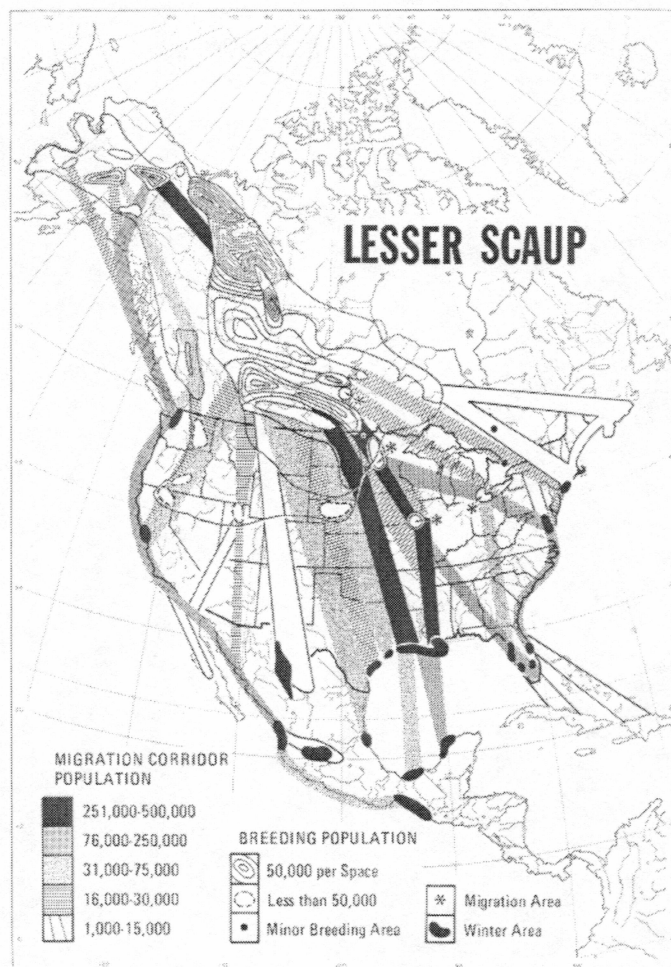 LESSER SCAUP
MIGRATION CORRIDOR
POPULATION
251,000-500,000
76,000-250,000
31,000-75,000
16,000-30,000
1,000-15,000
BREEDING POPULATION
50,000 per Space
Less than 50,000
Minor Breeding Area
Migration Area
Winter Area